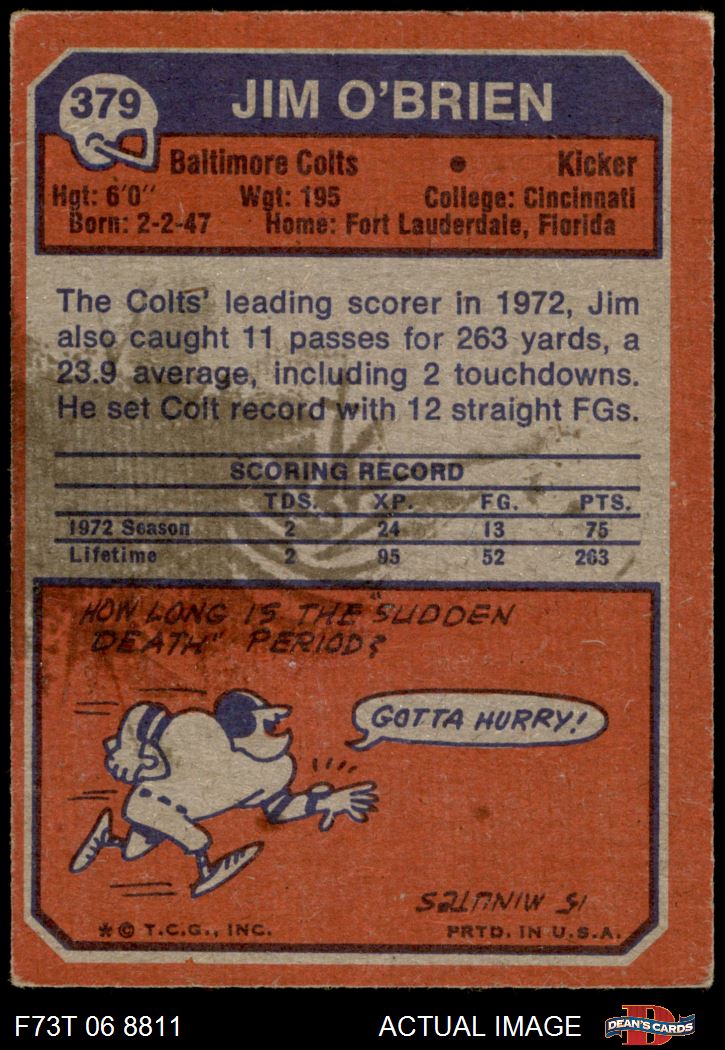 379
JIM O'BRIEN
Baltimore Colts • Kicker
Hgt: 6'0" Wgt: 195 College: Cincinnati
Born: 2-2-47 Home: Fort Lauderdale, Florida
The Colts' leading scorer in 1972, Jim
also caught 11 passes for 263 yards, a
23.9 average, including 2 touchdowns.
He set Colt record with 12 straight FGs.
SCORING RECORD
TDS. XP. FG. PTS.
1972 Season 2 24 13 75
Lifetime 2 95 52 263
HOW LONG IS THE "SUDDEN
DEATH" PERIOD?
GOTTA HURRY!
15 MINUTES
*© T.C.G., INC. PRTD. IN U.S.A.
F73T 06 8811 ACTUAL IMAGE
D
DEAN'S CARDS